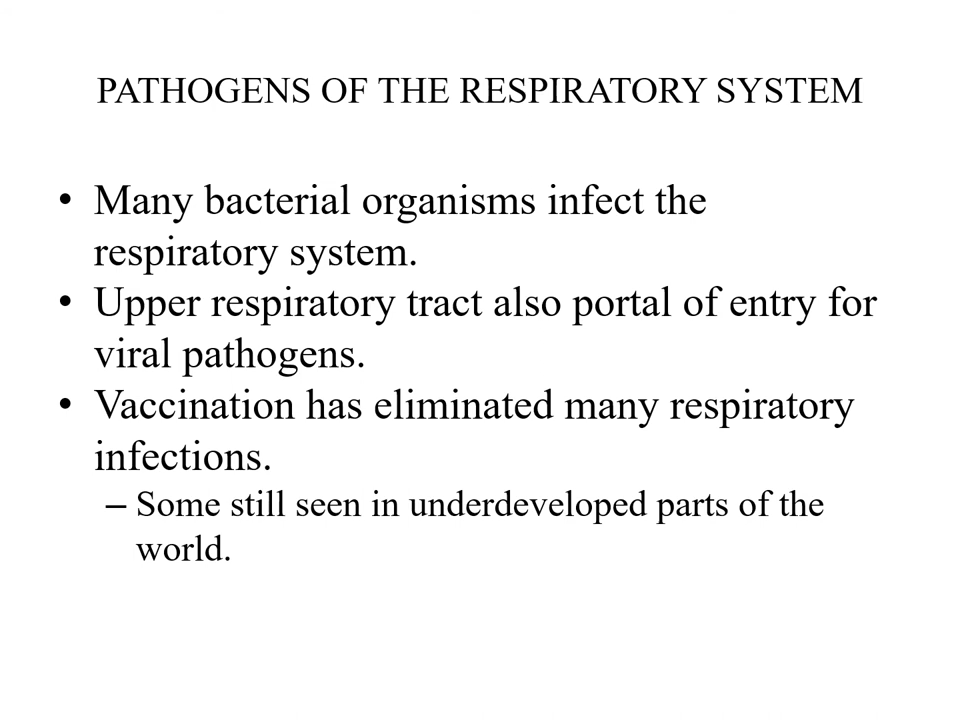 PATHOGENS OF THE RESPIRATORY SYSTEM
• Many bacterial organisms infect the
respiratory system.
• Upper respiratory tract also portal of entry for
viral pathogens.
• Vaccination has eliminated many respiratory
infections.
– Some still seen in underdeveloped parts of the
world.